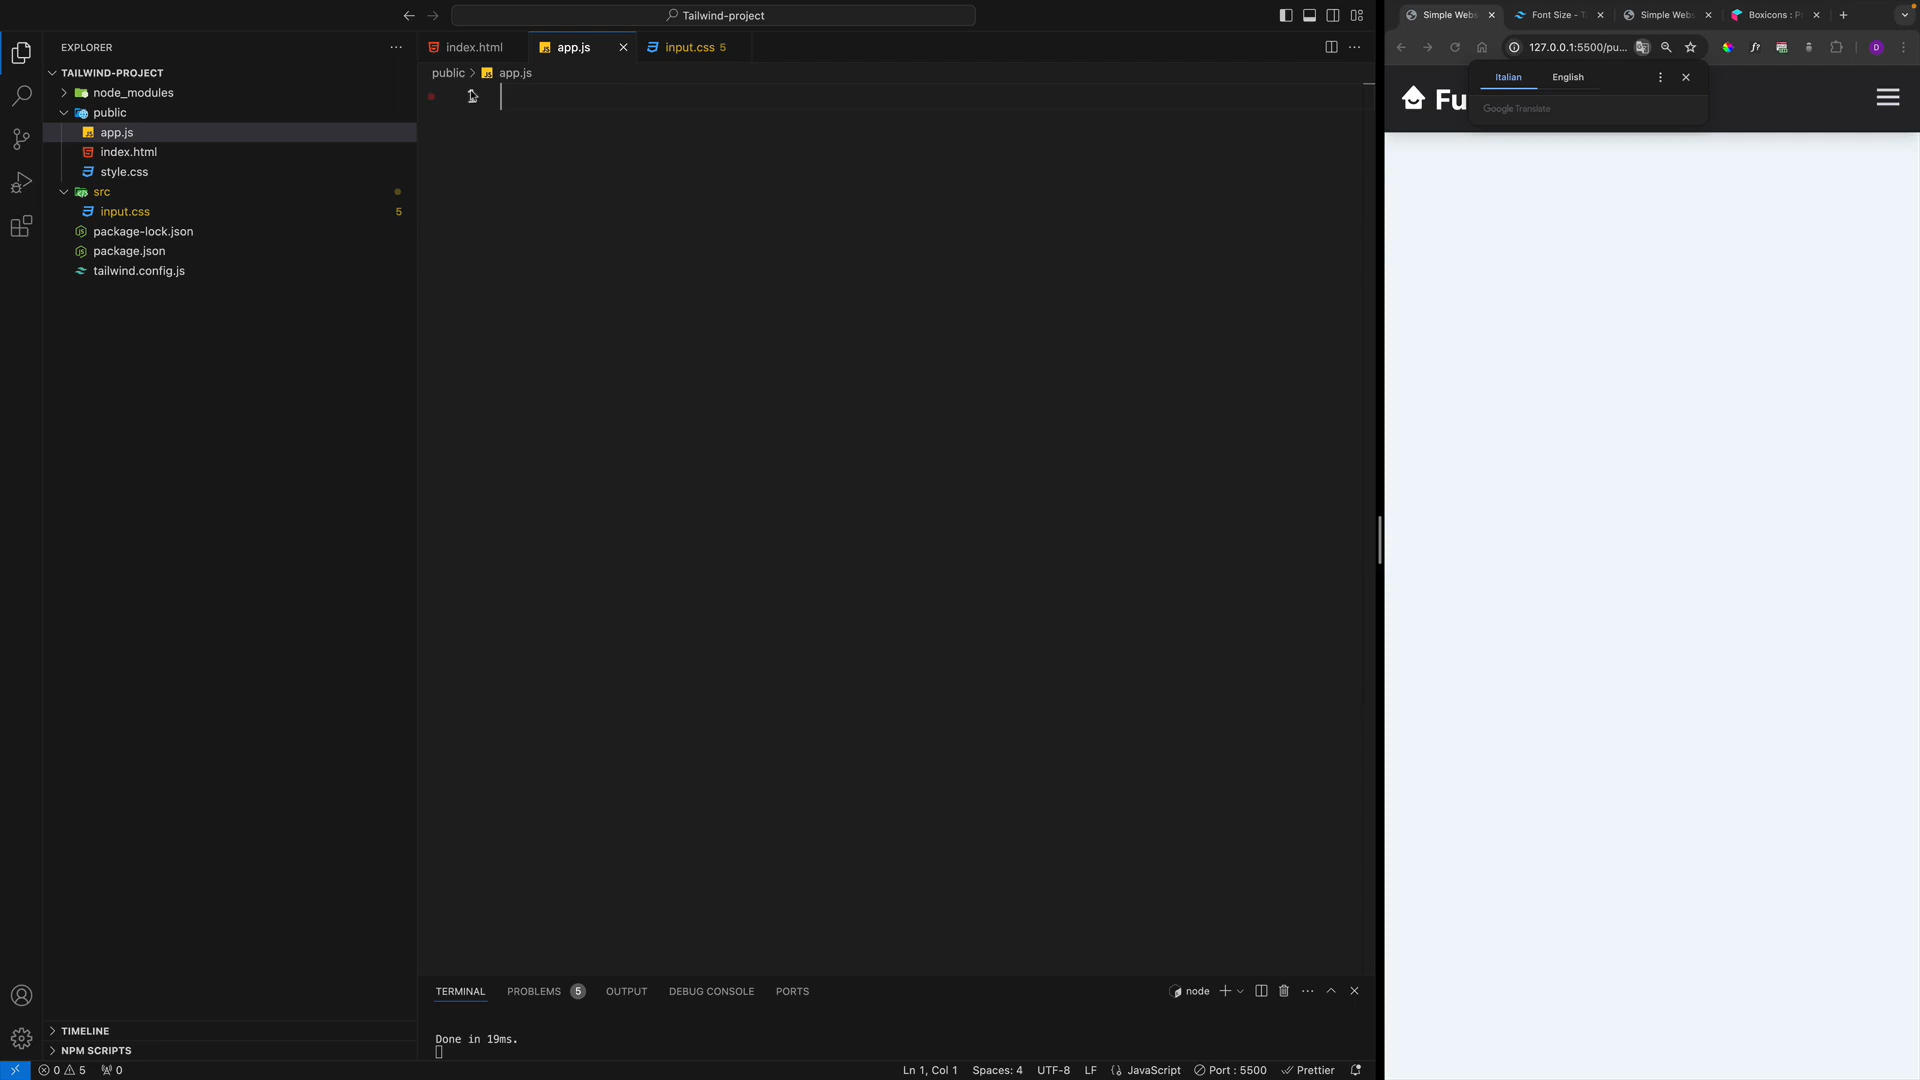 Tailwind-project
EXPLORER
TAILWIND-PROJECT
node_modules
public
app.js
index.html
style.css
src
input.css 5
package-lock.json
package.json
tailwind.config.js
TIMELINE
NPM SCRIPTS
index.html
app.js
input.css 5
public > app.js
TERMINAL
PROBLEMS 5
OUTPUT
DEBUG CONSOLE
PORTS
node
Done in 19ms.
0 5 0
Ln 1, Col 1
Spaces: 4
UTF-8
LF
JavaScript
Port : 5500
Prettier
Simple Webs
Font Size - T
Simple Webs
Boxicons : P
127.0.0.1:5500/pu...
D
Italian
English
Google Translate
Fu